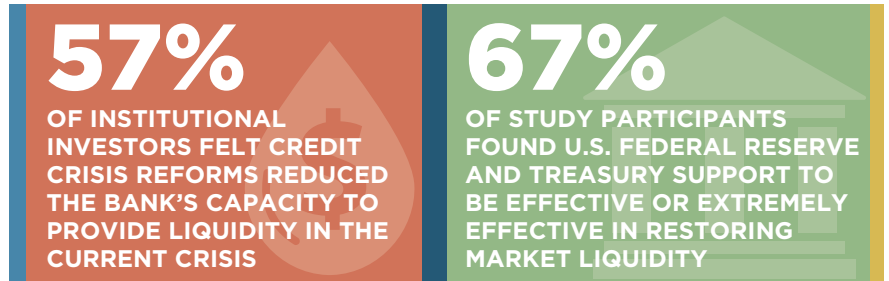 57%
OF INSTITUTIONAL
INVESTORS FELT CREDIT
CRISIS REFORMS REDUCED
THE BANK'S CAPACITY TO
PROVIDE LIQUIDITY IN THE
CURRENT CRISIS
67%
OF STUDY PARTICIPANTS
FOUND U.S. FEDERAL RESERVE
AND TREASURY SUPPORT TO
BE EFFECTIVE OR EXTREMELY
EFFECTIVE IN RESTORING
MARKET LIQUIDITY